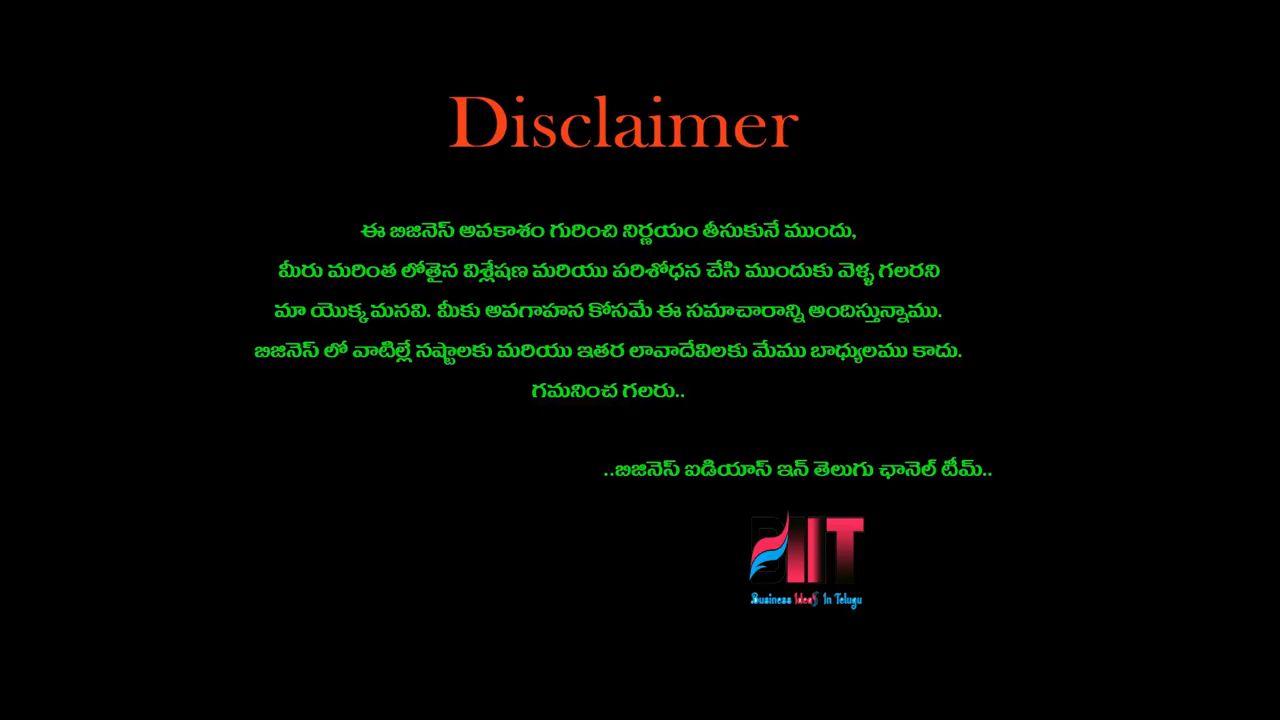 Disclaimer
ఈ బిజినెస్ అవకాశం గురించి నిర్ణయం తీసుకునే ముందు,
మీరు మరింత లోతైన విశ్లేషణ మరియు పరిశోధన చేసి ముందుకు వెళ్ళ గలరని
మా యొక్క మనవి. మీకు అవగాహన కోసమే ఈ సమాచారాన్ని అందిస్తున్నాము.
బిజినెస్ లో వాటిల్లే నష్టాలకు మరియు ఇతర లావాదేవిలకు మేము బాధ్యులము కాదు.
గమనించ గలరు..
..బిజినెస్ ఐడియాస్ ఇన్ తెలుగు ఛానెల్ టీమ్..
BIIT
Business IdeaS In Telugu